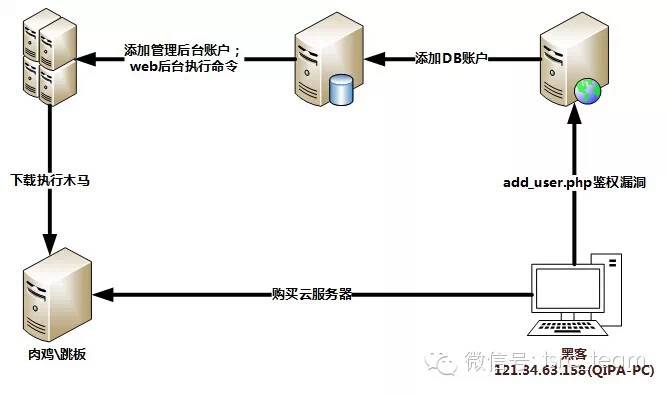 添加管理后台账户；
web后台执行命令
添加DB账户
下载执行木马
add_user.php鉴权漏洞
购买云服务器
肉鸡\跳板
黑客
微信号: tsrc_team
121.34.63.158(QiPA-PC)